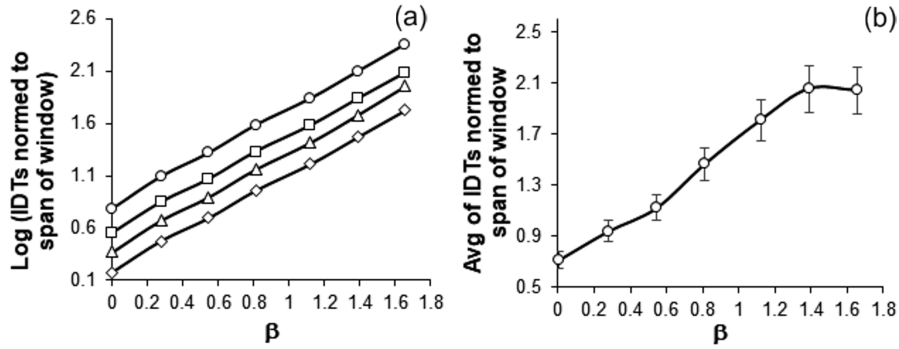 (a)
Log (IDTs normed to
span of window)
2.6
2.1
1.6
1.1
0.6
0.1
0 0.2 0.4 0.6 0.8 1 1.2 1.4 1.6 1.8
β
(b)
Avg of IDTs normed to
span of window
2.5
2.1
1.7
1.3
0.9
0.5
0 0.2 0.4 0.6 0.8 1 1.2 1.4 1.6 1.8
β